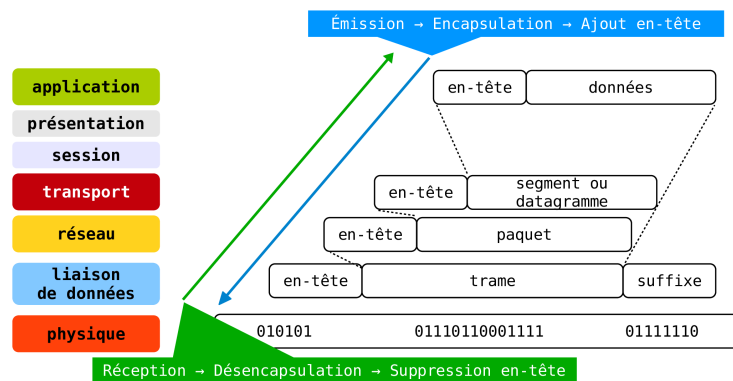 Émission → Encapsulation → Ajout en-tête
application
en-tête
données
présentation
session
transport
en-tête
segment ou
datagramme
réseau
en-tête
paquet
liaison
de données
en-tête
trame
suffixe
physique
010101
01110110001111
01111110
Réception → Désencapsulation → Suppression en-tête